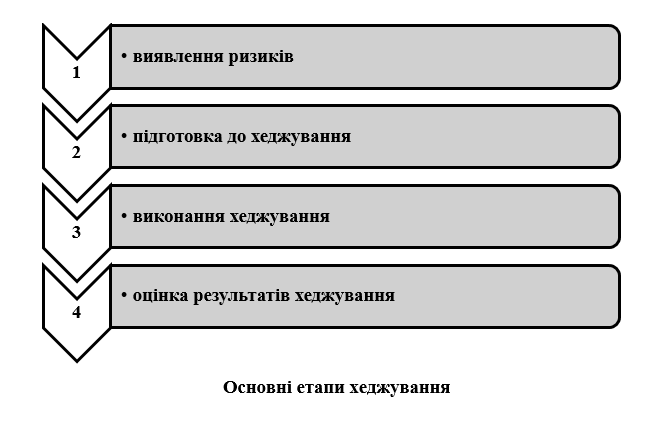 1
• виявлення ризиків
2
• підготовка до хеджування
3
• виконання хеджування
4
• оцінка результатів хеджування
Основні етапи хеджування